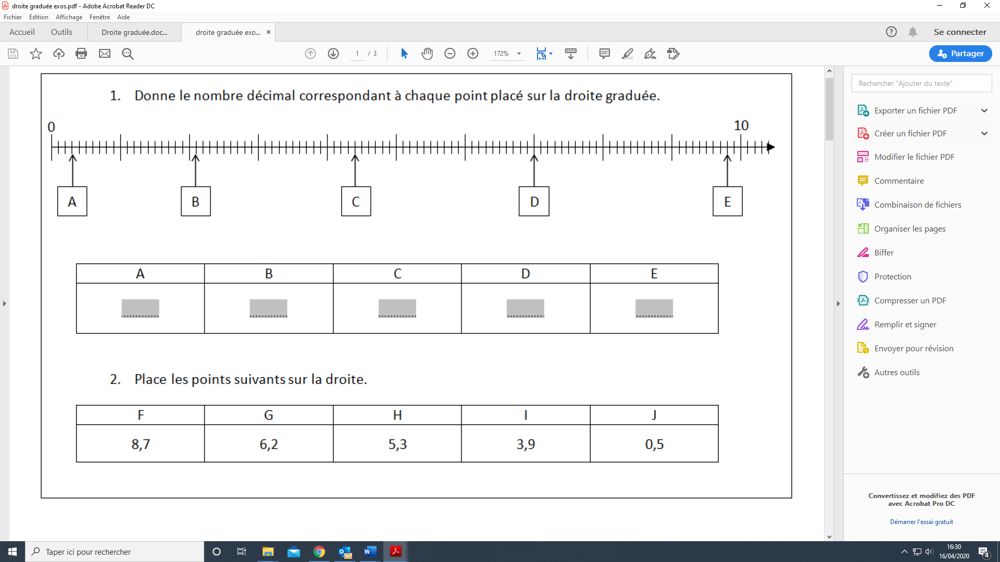 droite graduée exos.pdf - Adobe Acrobat Reader DC
Fichier Edition Affichage Fenêtre Aide
Accueil Outils Droite graduée.doc... droite graduée exo... ×
? Se connecter
1 / 3 172% Partager
1. Donne le nombre décimal correspondant à chaque point placé sur la droite graduée.
0 10
A B C D E
A B C D E
2. Place les points suivants sur la droite.
F G H I J
8,7 6,2 5,3 3,9 0,5
Rechercher "Ajouter du texte"
Exporter un fichier PDF
Créer un fichier PDF
Modifier le fichier PDF
Commentaire
Combinaison de fichiers
Organiser les pages
Biffer
Protection
Compresser un PDF
Remplir et signer
Envoyer pour révision
Autres outils
Convertissez et modifiez des PDF
avec Acrobat Pro DC
Démarrer l'essai gratuit
Taper ici pour rechercher
16:30
16/04/2020
4